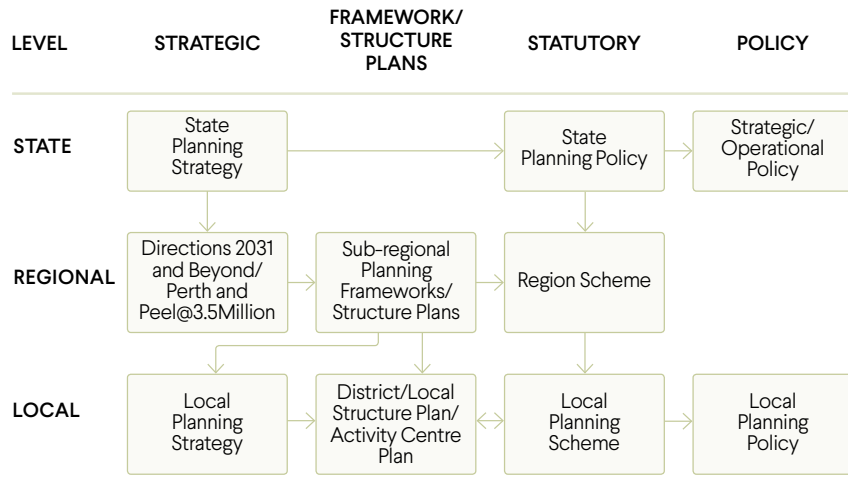 LEVEL
STRATEGIC
FRAMEWORK/
STRUCTURE
PLANS
STATUTORY
POLICY
STATE
State
Planning
Strategy
State
Planning Policy
Strategic/
Operational
Policy
REGIONAL
Directions 2031
and Beyond/
Perth and
Peel@3.5Million
Sub-regional
Planning
Frameworks/
Structure Plans
Region Scheme
LOCAL
Local
Planning
Strategy
District/Local
Structure Plan/
Activity Centre
Plan
Local
Planning
Scheme
Local
Planning
Policy